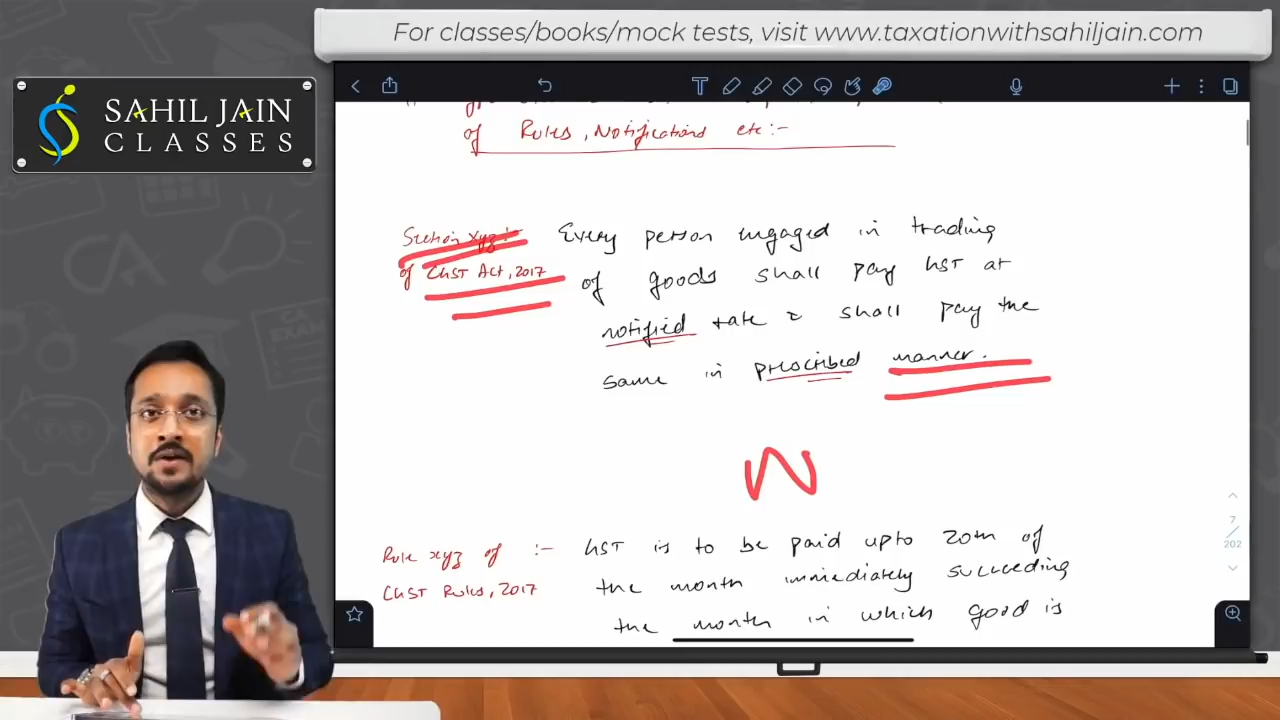 For classes/books/mock tests, visit www.taxationwithsahiljain.com
SAHIL JAIN
CLASSES
of Rules, Notifications etc:-
Section xyz :- Every person engaged in trading
of GST Act, 2017 of goods shall pay GST at
notified rate & shall pay the
same in prescribed manner.
Rule xyz of :- GST is to be paid upto 20th of
CGST Rules, 2017 the month immediately succeeding
the month in which good is
7
202